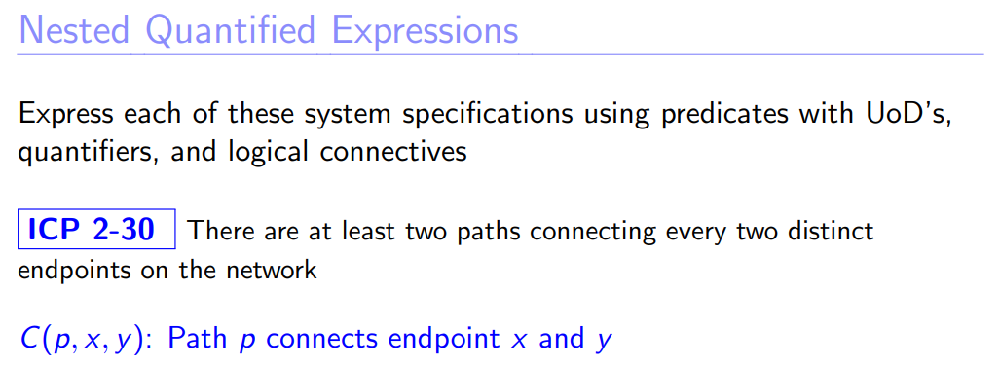 Nested Quantified Expressions
Express each of these system specifications using predicates with UoD's,
quantifiers, and logical connectives
ICP 2-30 There are at least two paths connecting every two distinct
endpoints on the network
C(p, x, y): Path p connects endpoint x and y